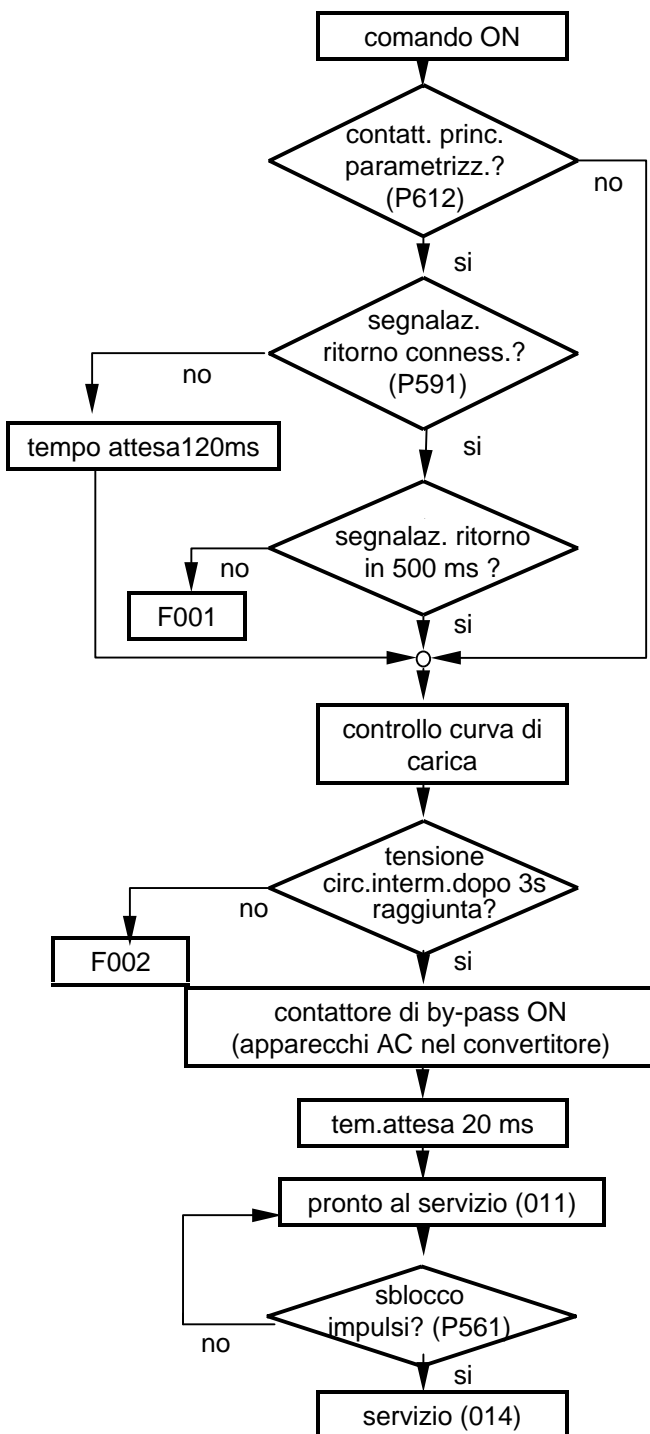 comando ON
contatt. princ.
parametrizz.?
(P612)
no
si
segnalaz.
ritorno conness.?
(P591)
no
tempo attesa120ms
si
segnalaz. ritorno
in 500 ms ?
no
F001
si
controllo curva di
carica
tensione
circ.interm.dopo 3s
raggiunta?
no
F002
si
contattore di by-pass ON
(apparecchi AC nel convertitore)
tem.attesa 20 ms
pronto al servizio (011)
sblocco
impulsi? (P561)
no
si
servizio (014)